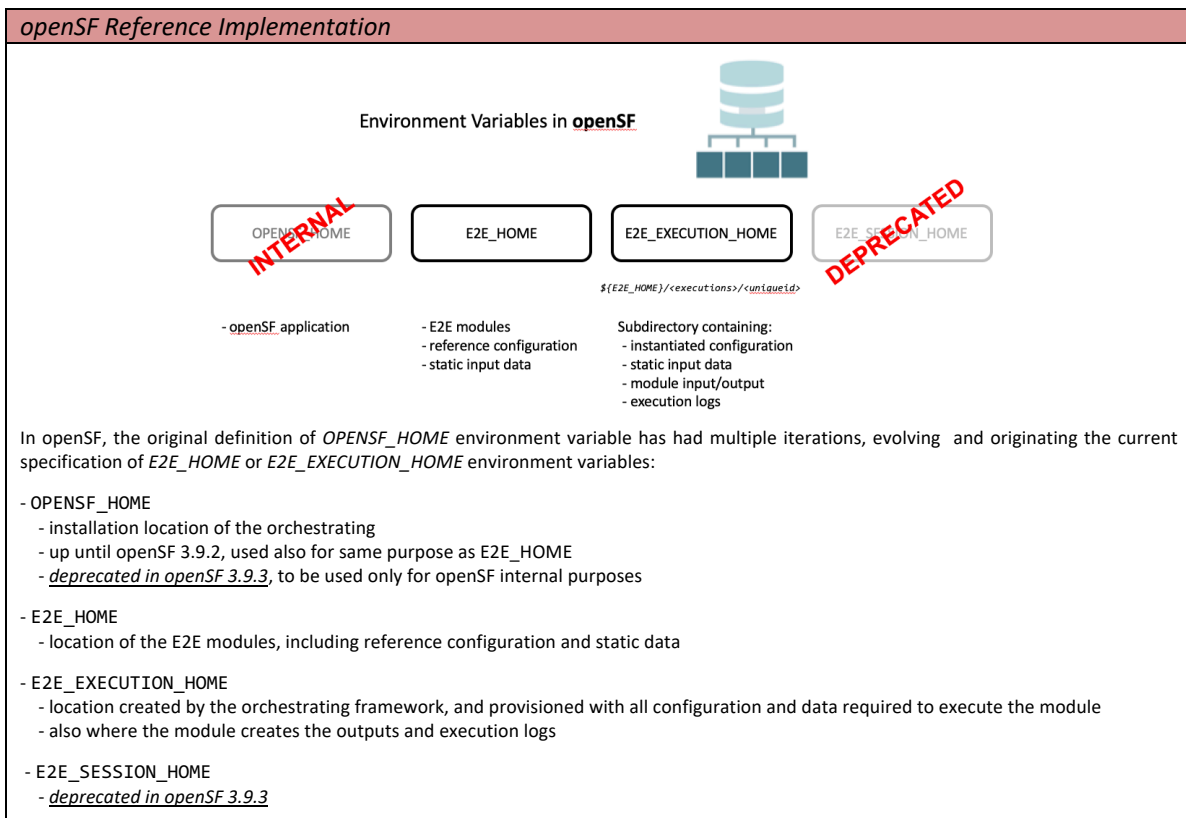 openSF Reference Implementation
Environment Variables in openSF
OPENSF_HOME
INTERNAL
E2E_HOME
E2E_EXECUTION_HOME
E2E_SESSION_HOME
DEPRECATED
${E2E_HOME}/<executions>/<uniqueid>
- openSF application
- E2E modules
- reference configuration
- static input data
Subdirectory containing:
- instantiated configuration
- static input data
- module input/output
- execution logs
In openSF, the original definition of OPENSF_HOME environment variable has had multiple iterations, evolving and originating the current
specification of E2E_HOME or E2E_EXECUTION_HOME environment variables:
- OPENSF_HOME
- installation location of the orchestrating
- up until openSF 3.9.2, used also for same purpose as E2E_HOME
- deprecated in openSF 3.9.3, to be used only for openSF internal purposes
- E2E_HOME
- location of the E2E modules, including reference configuration and static data
- E2E_EXECUTION_HOME
- location created by the orchestrating framework, and provisioned with all configuration and data required to execute the module
- also where the module creates the outputs and execution logs
- E2E_SESSION_HOME
- deprecated in openSF 3.9.3